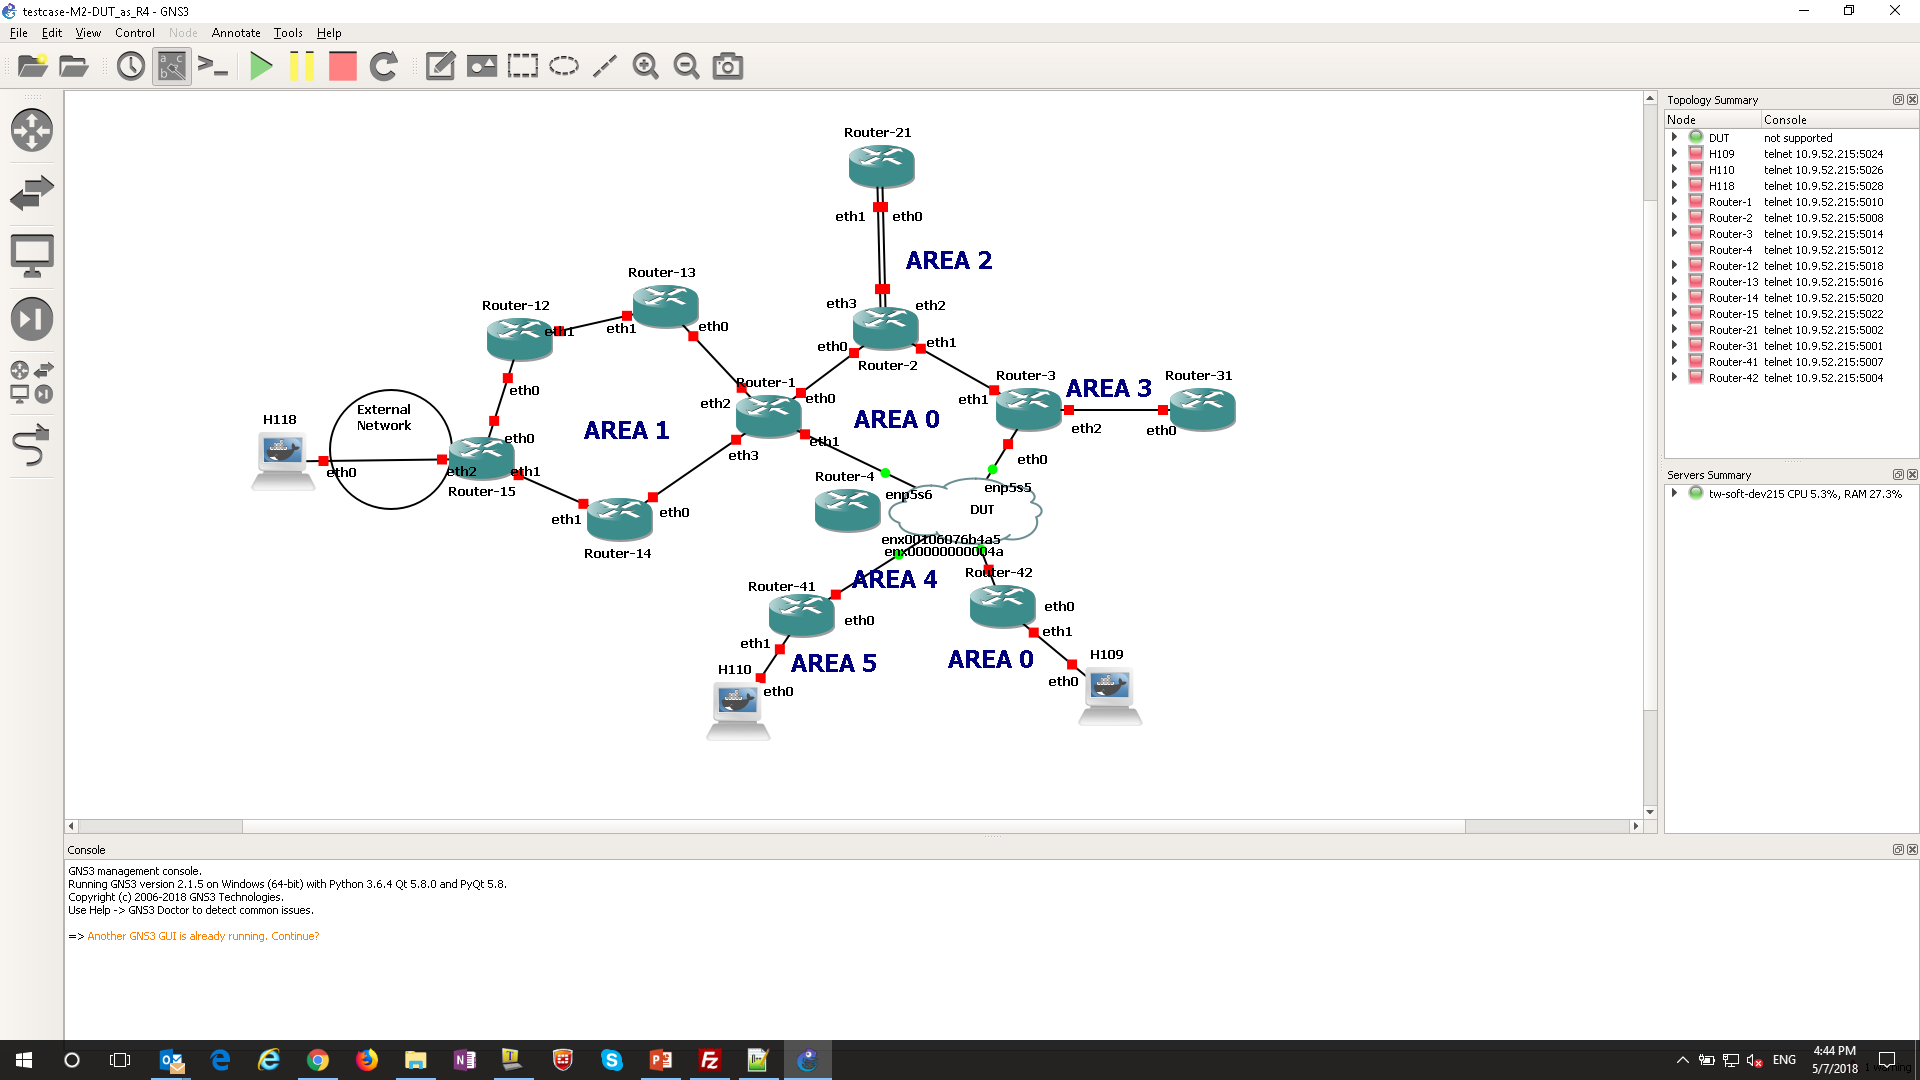 testcase-M2-DUT_as_R4 - GNS3
File Edit View Control Node Annotate Tools Help
Router-21
eth1 eth0
AREA 2
Router-13
Router-12
eth1 eth1 eth0
eth3 eth2
eth0 eth1
Router-2
eth0
Router-1
eth2 eth0
Router-3
AREA 3
Router-31
eth1
eth2 eth0
External
Network
H118
AREA 1
AREA 0
eth0
eth1
eth3
eth0
eth0
eth2 eth1
Router-15
Router-4
enp5s6
enp5s5
DUT
eth1 eth0
Router-14
enx00106076b4a5
enx00000000004a
AREA 4
Router-41
Router-42
eth0
eth0
eth1
eth1
AREA 5
AREA 0
H110
H109
eth0
eth0
Topology Summary
Node Console
DUT not supported
H109 telnet 10.9.52.215:5024
H110 telnet 10.9.52.215:5026
H118 telnet 10.9.52.215:5028
Router-1 telnet 10.9.52.215:5010
Router-2 telnet 10.9.52.215:5008
Router-3 telnet 10.9.52.215:5014
Router-4 telnet 10.9.52.215:5012
Router-12 telnet 10.9.52.215:5018
Router-13 telnet 10.9.52.215:5016
Router-14 telnet 10.9.52.215:5020
Router-15 telnet 10.9.52.215:5022
Router-21 telnet 10.9.52.215:5002
Router-31 telnet 10.9.52.215:5001
Router-41 telnet 10.9.52.215:5007
Router-42 telnet 10.9.52.215:5004
Servers Summary
tw-soft-dev215 CPU 5.3%, RAM 27.3%
Console
GNS3 management console.
Running GNS3 version 2.1.5 on Windows (64-bit) with Python 3.6.4 Qt 5.8.0 and PyQt 5.8.
Copyright (c) 2006-2018 GNS3 Technologies.
Use Help -> GNS3 Doctor to detect common issues.
=> Another GNS3 GUI is already running. Continue?
ENG
4:44 PM
5/7/2018